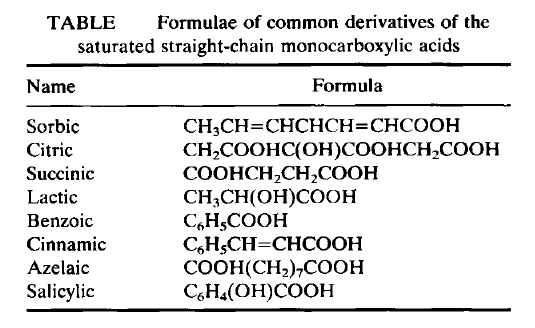 TABLE Formulae of common derivatives of the
saturated straight-chain monocarboxylic acids
Name Formula
Sorbic CH₃CH=CHCHCH=CHCOOH
Citric CH₂COOHC(OH)COOHCH₂COOH
Succinic COOHCH₂CH₂COOH
Lactic CH₃CH(OH)COOH
Benzoic C₆H₅COOH
Cinnamic C₆H₅CH=CHCOOH
Azelaic COOH(CH₂)₇COOH
Salicylic C₆H₄(OH)COOH